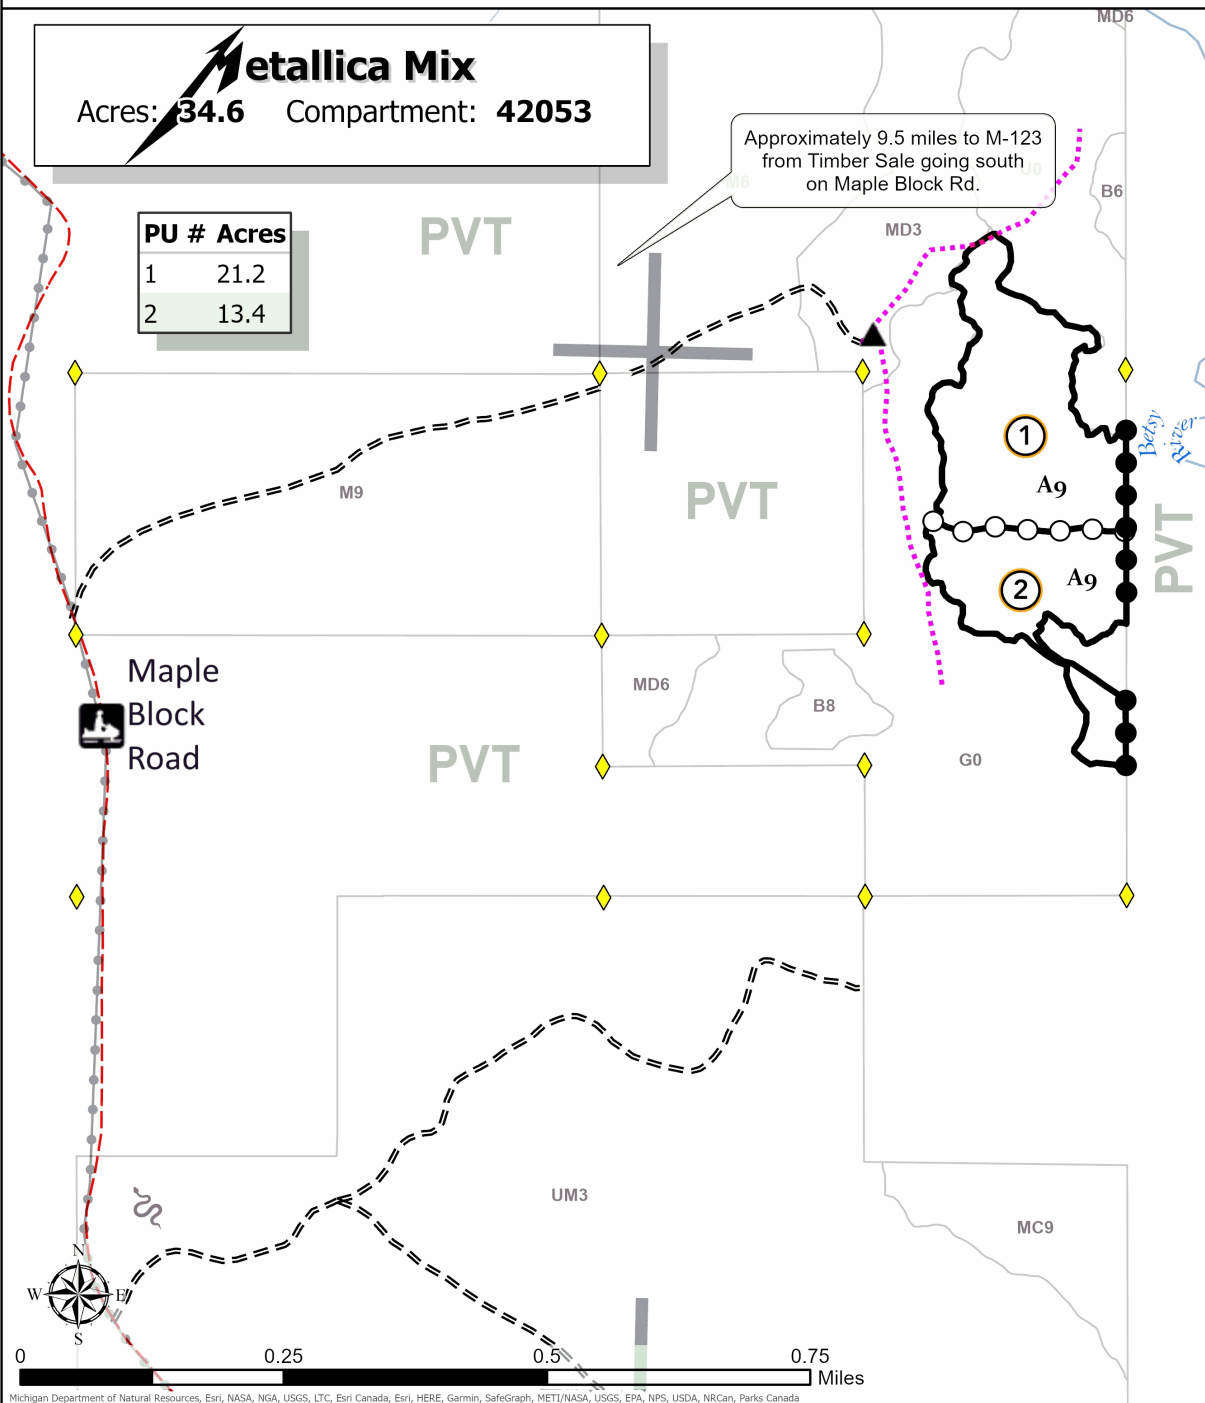 MD6
Metallica Mix
Acres: 34.6 Compartment: 42053
Approximately 9.5 miles to M-123
from Timber Sale going south
on Maple Block Rd.
M6
U0
B6
MD3
PVT
PU # Acres
1 21.2
2 13.4
1
A9
Betsy
River
M9
PVT
PVT
2
A9
Maple
Block
Road
MD6
B8
PVT
G0
UM3
MC9
N
W E
S
0 0.25 0.5 0.75
Miles
Michigan Department of Natural Resources, Esri, NASA, NGA, USGS, LTC, Esri Canada, Esri, HERE, Garmin, SafeGraph, METI/NASA, USGS, EPA, NPS, USDA, NRCan, Parks Canada